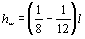 h_w = (1/8 − 1/12) l